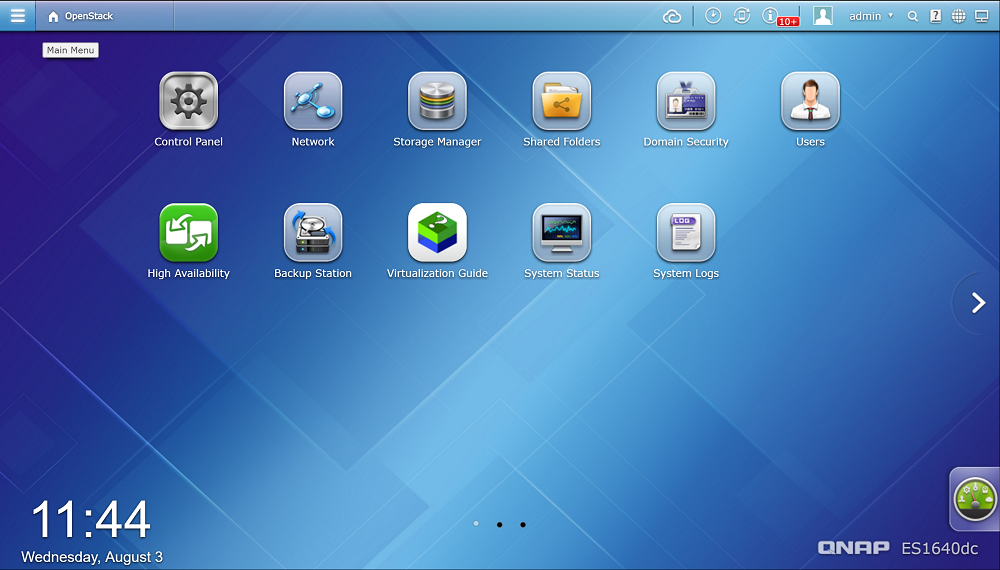 OpenStack
10+
admin
?
Main Menu
Control Panel
Network
Storage Manager
Shared Folders
Domain Security
Users
LOG
High Availability
Backup Station
Virtualization Guide
System Status
System Logs
11:44
Wednesday, August 3
QNAP ES1640dc